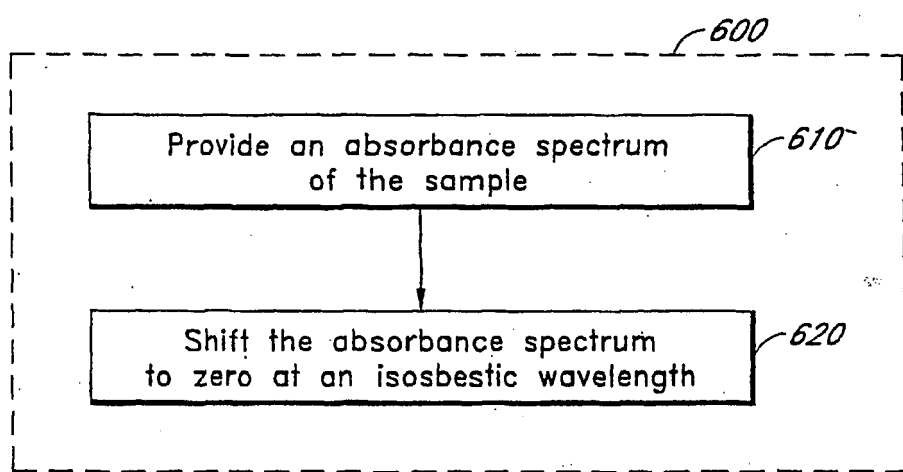 600
Provide an absorbance spectrum
of the sample
610
Shift the absorbance spectrum
to zero at an isosbestic wavelength
620